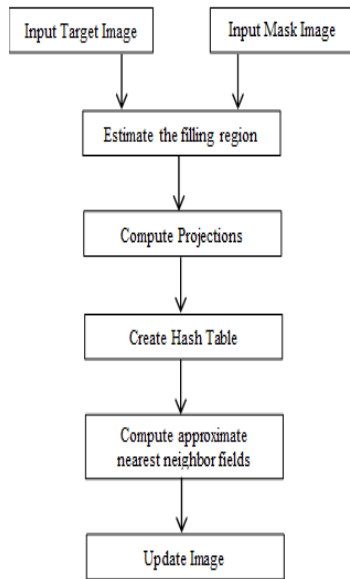 Input Target Image
Input Mask Image
Estimate the filling region
Compute Projections
Create Hash Table
Compute approximate
nearest neighbor fields
Update Image